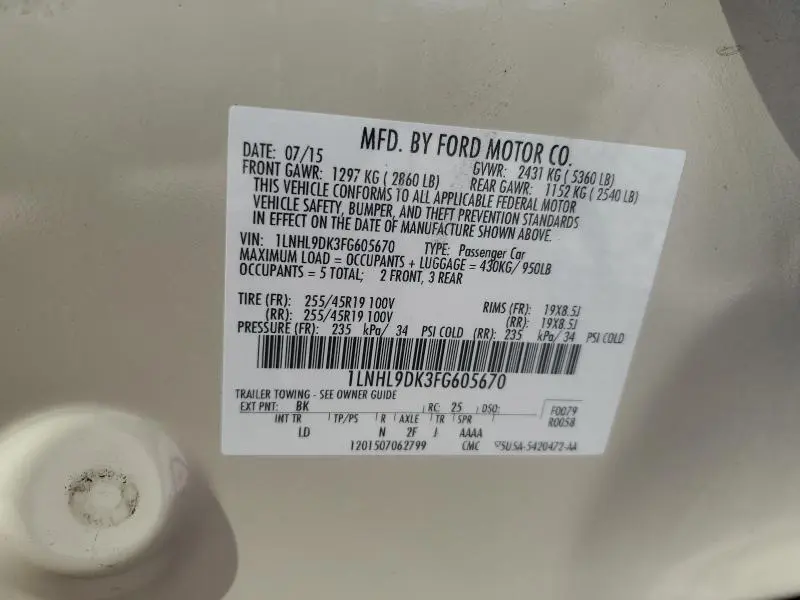 MFD. BY FORD MOTOR CO.
DATE: 07/15 GVWR: 2431 KG ( 5360 LB)
FRONT GAWR: 1297 KG ( 2860 LB) REAR GAWR: 1152 KG ( 2540 LB)
THIS VEHICLE CONFORMS TO ALL APPLICABLE FEDERAL MOTOR
VEHICLE SAFETY, BUMPER, AND THEFT PREVENTION STANDARDS
IN EFFECT ON THE DATE OF MANUFACTURE SHOWN ABOVE.
VIN: 1LNHL9DK3FG605670 TYPE: Passenger Car
MAXIMUM LOAD = OCCUPANTS + LUGGAGE = 430KG/ 950LB
OCCUPANTS = 5 TOTAL; 2 FRONT, 3 REAR
TIRE (FR): 255/45R19 100V RIMS (FR): 19X8.5J
(RR): 255/45R19 100V (RR): 19X8.5J
PRESSURE (FR): 235 kPa/ 34 PSI COLD (RR): 235 kPa/ 34 PSI COLD
1LNHL9DK3FG605670
TRAILER TOWING - SEE OWNER GUIDE
EXT PNT: BK RC: 25 DSO: F0079
INT TR TP/PS R AXLE TR SPR R0058
LD N 2F J AAAA
1201507062799 CMC 5U5A-5420472-AA